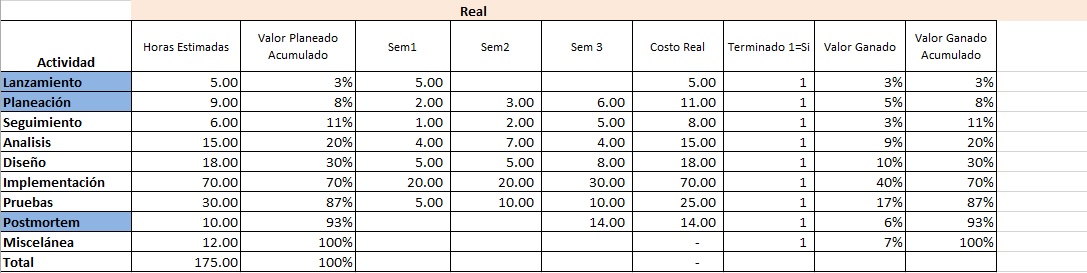 Real
Actividad Horas Estimadas Valor Planeado Acumulado Sem1 Sem2 Sem 3 Costo Real Terminado 1=Si Valor Ganado Valor Ganado Acumulado
Lanzamiento 5.00 3% 5.00 5.00 1 3% 3%
Planeación 9.00 8% 2.00 3.00 6.00 11.00 1 5% 8%
Seguimiento 6.00 11% 1.00 2.00 5.00 8.00 1 3% 11%
Analisis 15.00 20% 4.00 7.00 4.00 15.00 1 9% 20%
Diseño 18.00 30% 5.00 5.00 8.00 18.00 1 10% 30%
Implementación 70.00 70% 20.00 20.00 30.00 70.00 1 40% 70%
Pruebas 30.00 87% 5.00 10.00 10.00 25.00 1 17% 87%
Postmortem 10.00 93% 14.00 14.00 1 6% 93%
Miscelánea 12.00 100% - 1 7% 100%
Total 175.00 100% -